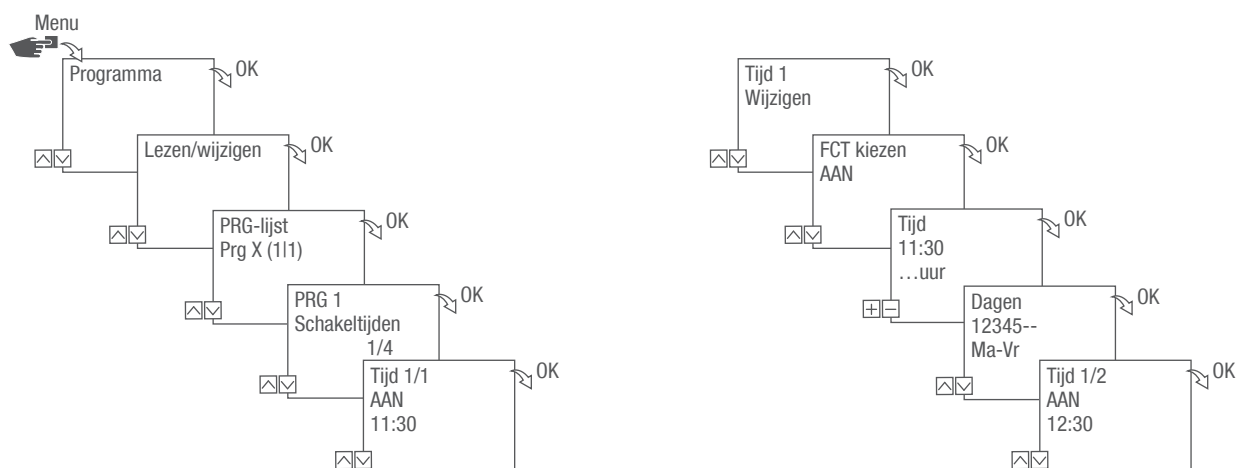 Menu
Programma
OK
Lezen/wijzigen
OK
PRG-lijst
Prg X (1|1)
OK
PRG 1
Schakeltijden
1/4
OK
Tijd 1/1
AAN
11:30
OK
Tijd 1
Wijzigen
OK
FCT kiezen
AAN
OK
Tijd
11:30
…uur
OK
Dagen
12345--
Ma-Vr
OK
Tijd 1/2
AAN
12:30
OK